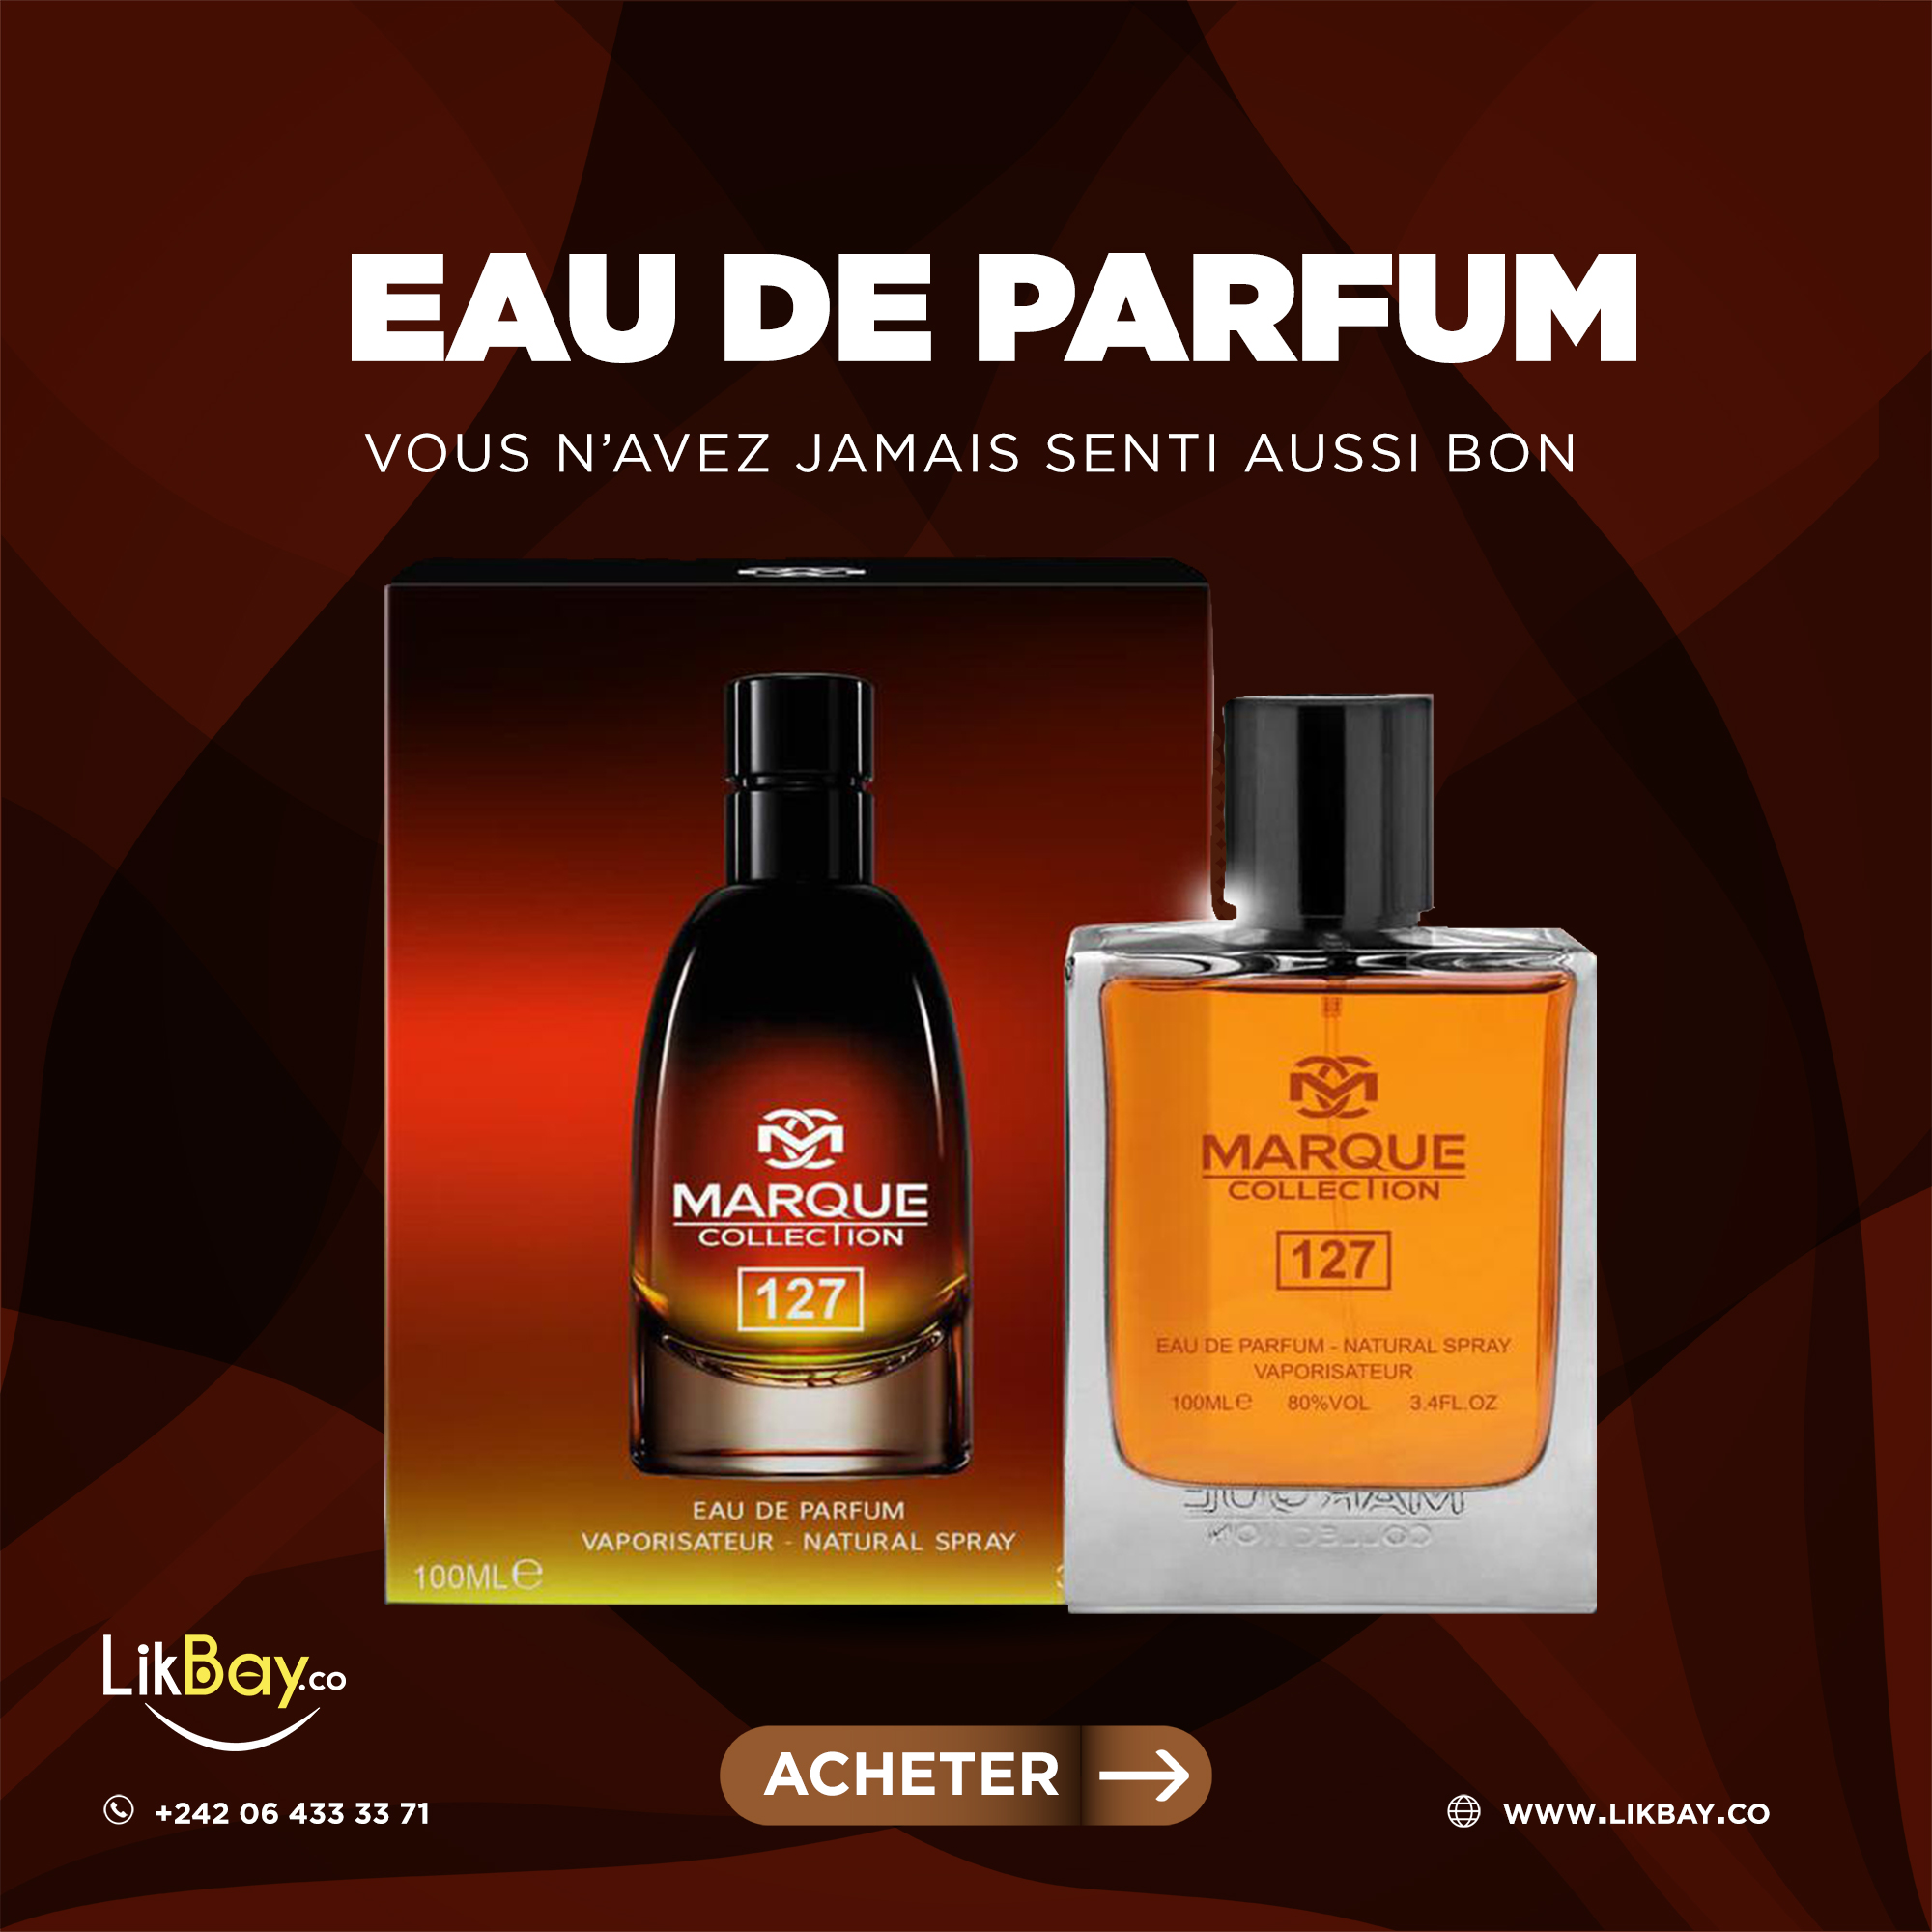 EAU DE PARFUM
VOUS N'AVEZ JAMAIS SENTI AUSSI BON
MARQUE
COLLECTION
127
EAU DE PARFUM
VAPORISATEUR - NATURAL SPRAY
100ML℮
MARQUE
COLLECTION
127
EAU DE PARFUM - NATURAL SPRAY
VAPORISATEUR
100ML℮ 80%VOL 3.4FL.OZ
LikBay.co
ACHETER
+242 06 433 33 71
WWW.LIKBAY.CO